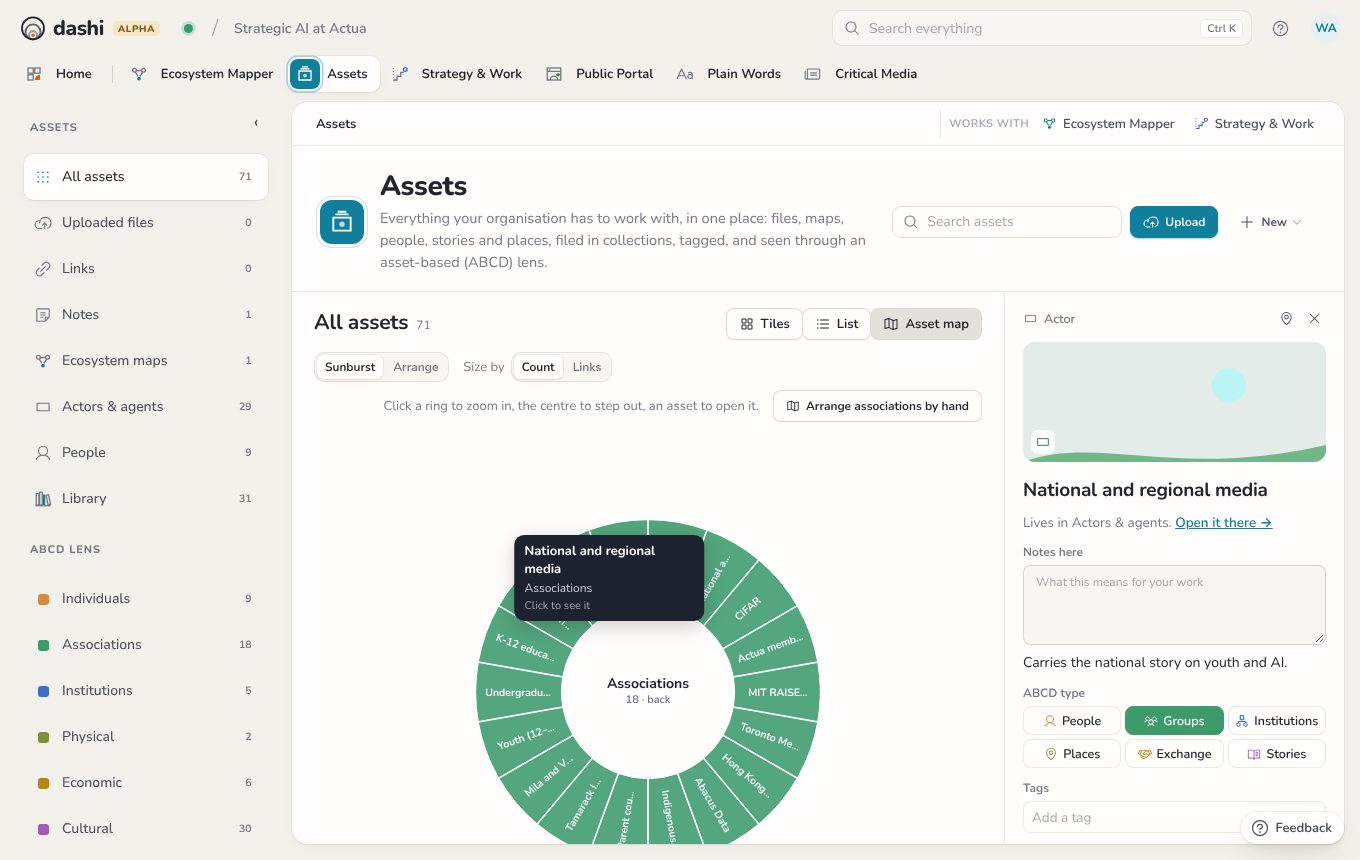 dashi ALPHA / Strategic AI at Actua
Search everything Ctrl K
WA
Home
Ecosystem Mapper
Assets
Strategy & Work
Public Portal
Aa Plain Words
Critical Media
ASSETS
All assets 71
Uploaded files 0
Links 0
Notes 1
Ecosystem maps 1
Actors & agents 29
People 9
Library 31
ABCD LENS
Individuals 9
Associations 18
Institutions 5
Physical 2
Economic 6
Cultural 30
Assets
WORKS WITH Ecosystem Mapper Strategy & Work
Assets
Everything your organisation has to work with, in one place: files, maps,
people, stories and places, filed in collections, tagged, and seen through an
asset-based (ABCD) lens.
Search assets
Upload
New
All assets 71
Tiles List Asset map
Sunburst Arrange Size by Count Links
Click a ring to zoom in, the centre to step out, an asset to open it.
Arrange associations by hand
National and regional
media
Associations
Click to see it
CIFAR
Actua memb...
MIT RAISE...
Toronto Me...
Hong Kong...
Abacus Data
Indigenous
Tamarack I...
Mila and V...
Youth (12–...
Undergradu...
K-12 educa...
Associations
18 · back
Actor
National and regional media
Lives in Actors & agents. Open it there →
Notes here
What this means for your work
Carries the national story on youth and AI.
ABCD type
People Groups Institutions
Places Exchange Stories
Tags
Add a tag
Feedback